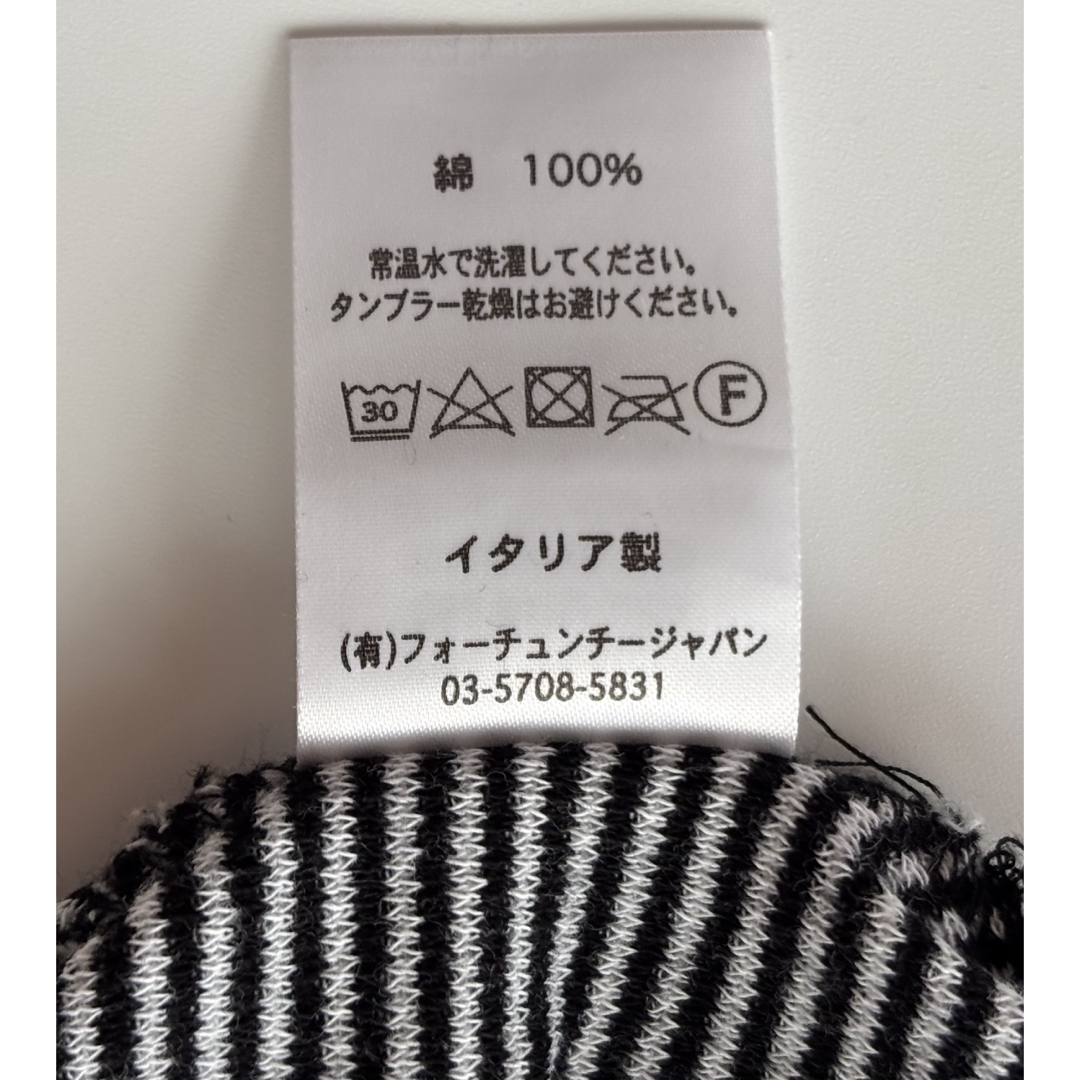 綿 100%
常温水で洗濯してください。
タンブラー乾燥はお避けください。
30 F
イタリア製
(有)フォーチュンチージャパン
03-5708-5831